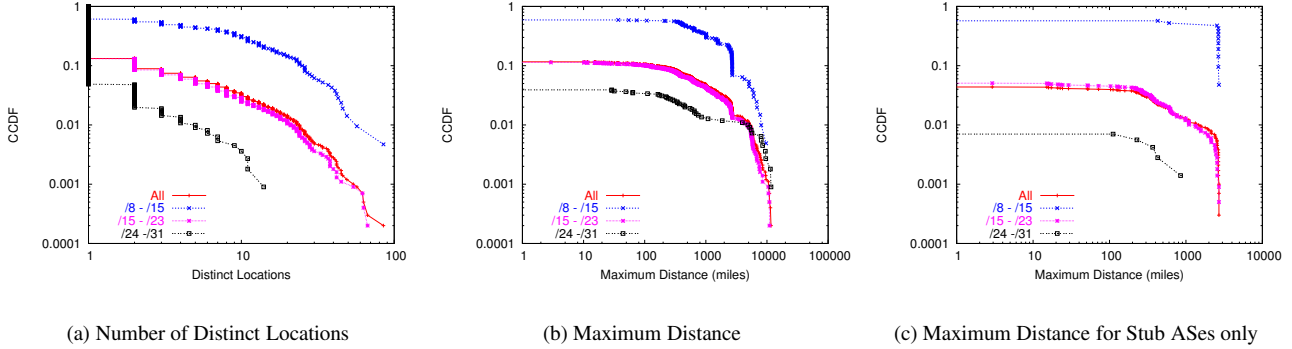 1
0.1
0.01
0.001
0.0001
CCDF
1 10 100
Distinct Locations
All
/8 - /15
/15 - /23
/24 -/31
(a) Number of Distinct Locations
1
0.1
0.01
0.001
0.0001
CCDF
1 10 100 1000 10000 100000
Maximum Distance (miles)
All
/8 - /15
/15 - /23
/24 -/31
(b) Maximum Distance
1
0.1
0.01
0.001
0.0001
CCDF
1 10 100 1000 10000
Maximum Distance (miles)
All
/8 - /15
/15 - /23
/24 -/31
(c) Maximum Distance for Stub ASes only